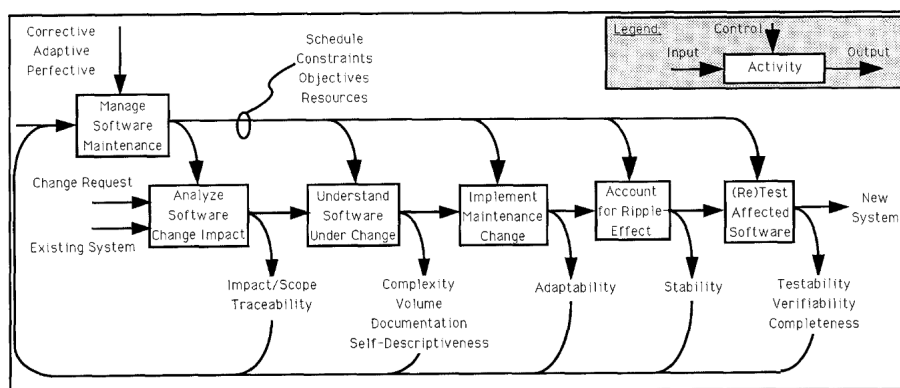 Corrective
Adaptive
Perfective
Schedule
Constraints
Objectives
Resources
Legend:
Control
Input
Output
Activity
Manage
Software
Maintenance
Change Request
Existing System
Analyze
Software
Change Impact
Understand
Software
Under Change
Implement
Maintenance
Change
Account
for Ripple-
Effect
(Re)Test
Affected
Software
New
System
Impact/Scope
Traceability
Complexity
Volume
Documentation
Self-Descriptiveness
Adaptability
Stability
Testability
Verifiability
Completeness